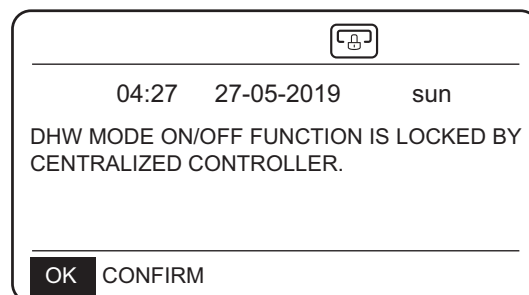 04:27 27-05-2019 sun
DHW MODE ON/OFF FUNCTION IS LOCKED BY
CENTRALIZED CONTROLLER.
OK CONFIRM